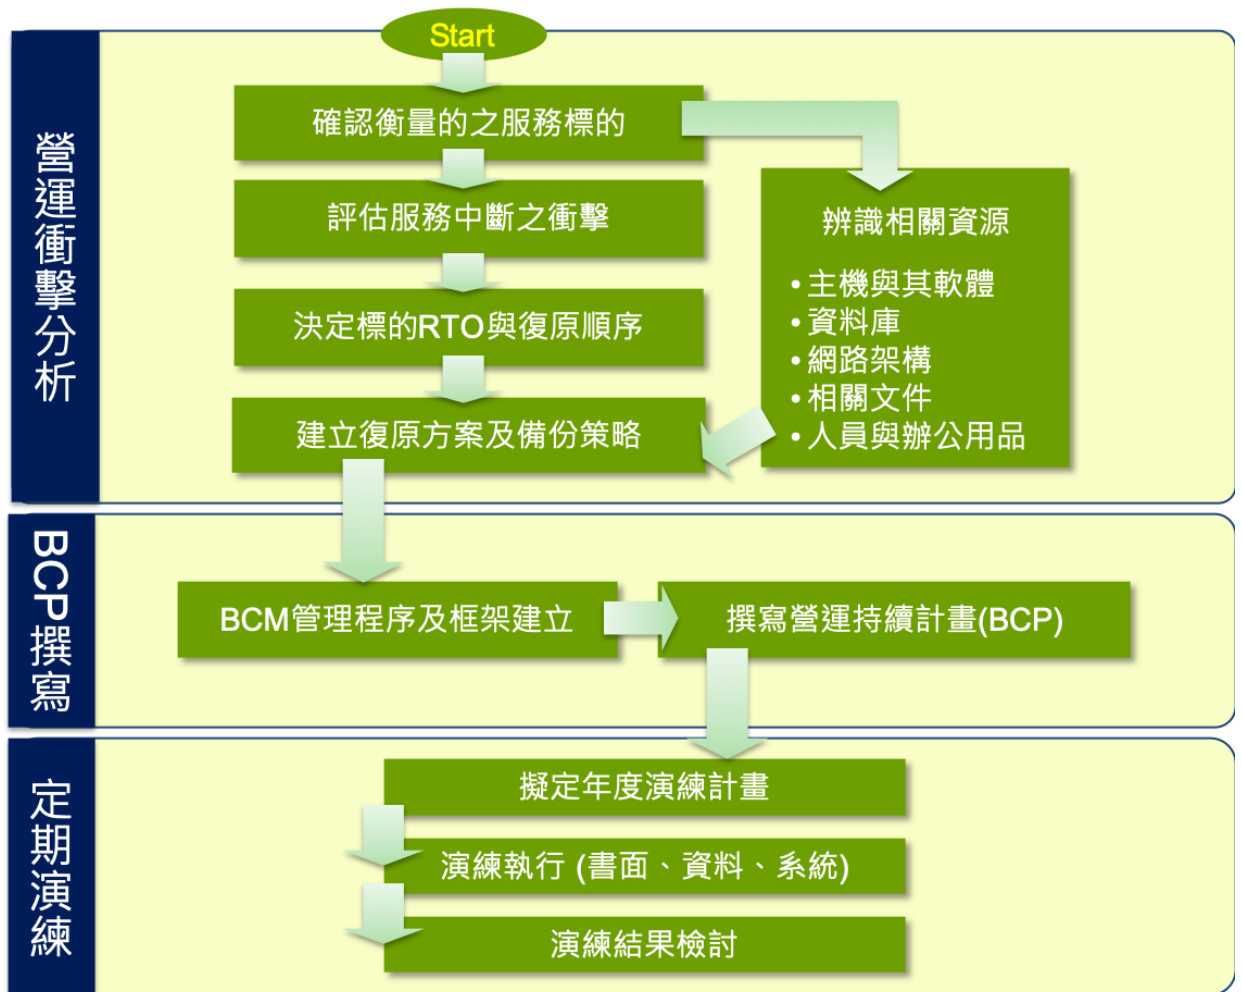 Start
營運衝擊分析
確認衡量的之服務標的
評估服務中斷之衝擊
決定標的RTO與復原順序
建立復原方案及備份策略
辨識相關資源
•主機與其軟體
•資料庫
•網路架構
•相關文件
•人員與辦公用品
BCP撰寫
BCM管理程序及框架建立
撰寫營運持續計畫(BCP)
定期演練
擬定年度演練計畫
演練執行 (書面、資料、系統)
演練結果檢討